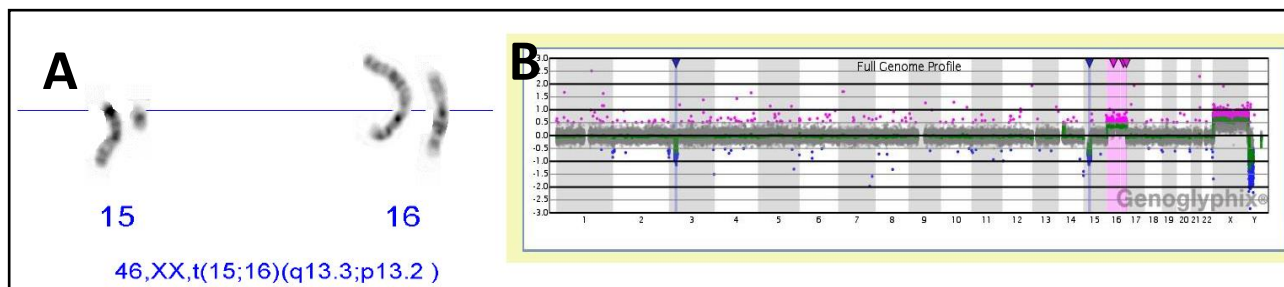 A
15 16
46,XX,t(15;16)(q13.3;p13.2 )
B
Full Genome Profile
3.0
2.5
2.0
1.5
1.0
0.5
0.0
-0.5
-1.0
-1.5
-2.0
-2.5
-3.0
Genoglyphix®
1 2 3 4 5 6 7 8 9 10 11 12 13 14 15 16 17 18 19 20 21 22 X Y